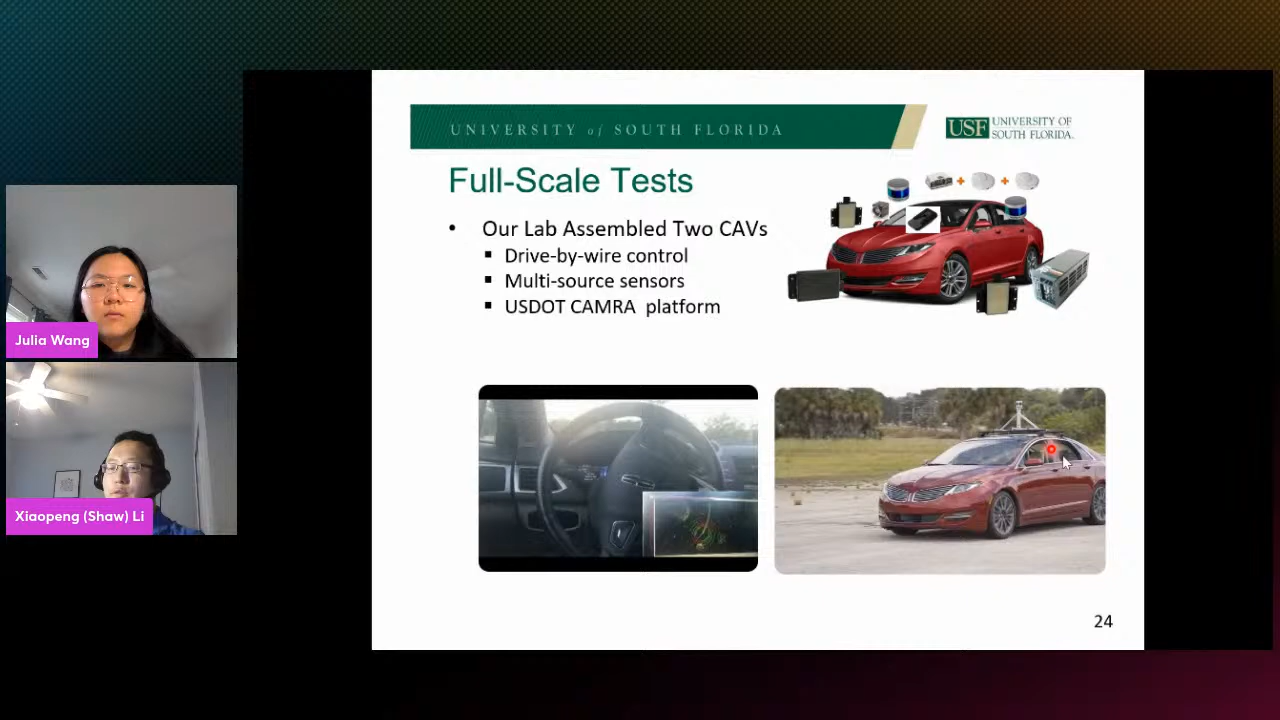 UNIVERSITY of SOUTH FLORIDA
USF UNIVERSITY OF
SOUTH FLORIDA.
Full-Scale Tests
• Our Lab Assembled Two CAVs
▪ Drive-by-wire control
▪ Multi-source sensors
▪ USDOT CAMRA platform
24
Julia Wang
Xiaopeng (Shaw) Li